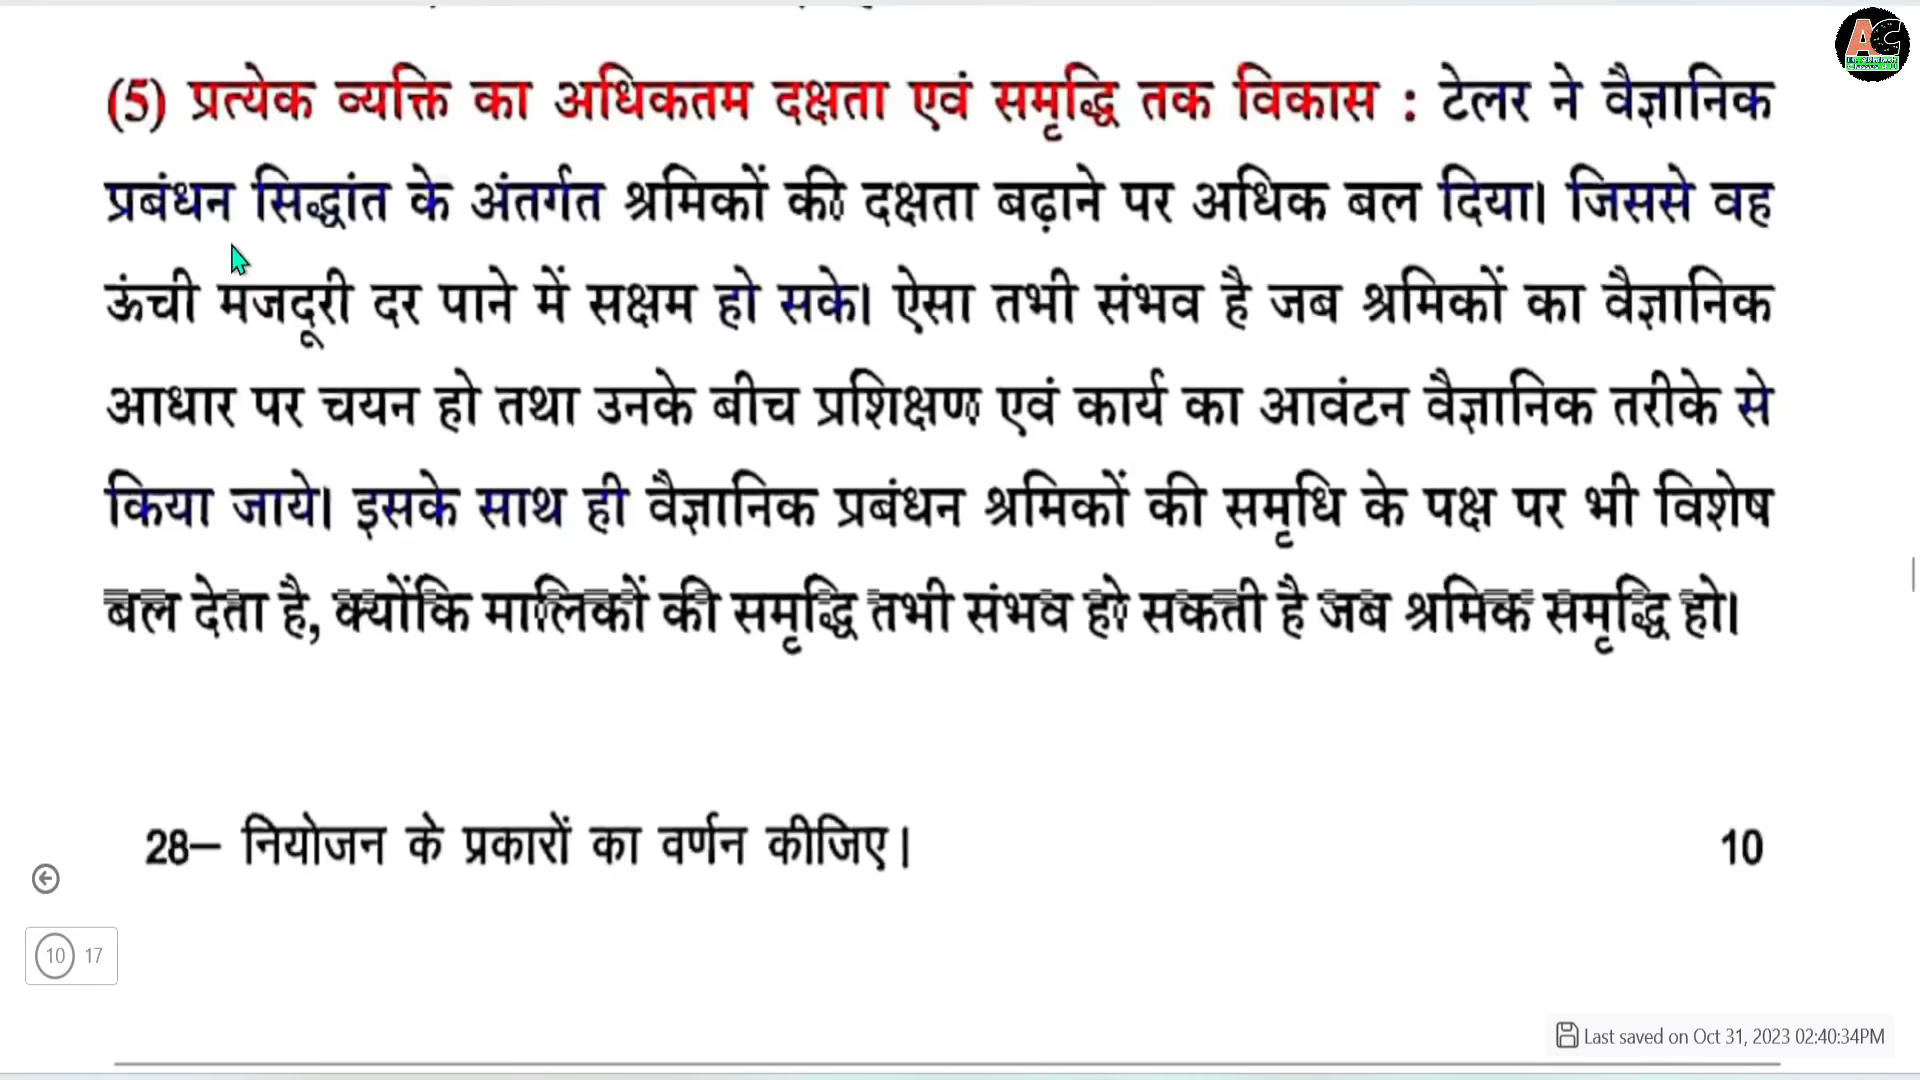 (5) प्रत्येक व्यक्ति का अधिकतम दक्षता एवं समृद्धि तक विकास : टेलर ने वैज्ञानिक
प्रबंधन सिद्धांत के अंतर्गत श्रमिकों की दक्षता बढ़ाने पर अधिक बल दिया। जिससे वह
ऊंची मजदूरी दर पाने में सक्षम हो सके। ऐसा तभी संभव है जब श्रमिकों का वैज्ञानिक
आधार पर चयन हो तथा उनके बीच प्रशिक्षण एवं कार्य का आवंटन वैज्ञानिक तरीके से
किया जाये। इसके साथ ही वैज्ञानिक प्रबंधन श्रमिकों की समृधि के पक्ष पर भी विशेष
बल देता है, क्योंकि मालिकों की समृद्धि तभी संभव हो सकती है जब श्रमिक समृद्धि हो।
28– नियोजन के प्रकारों का वर्णन कीजिए। 10
10 17
Last saved on Oct 31, 2023 02:40:34PM
AC